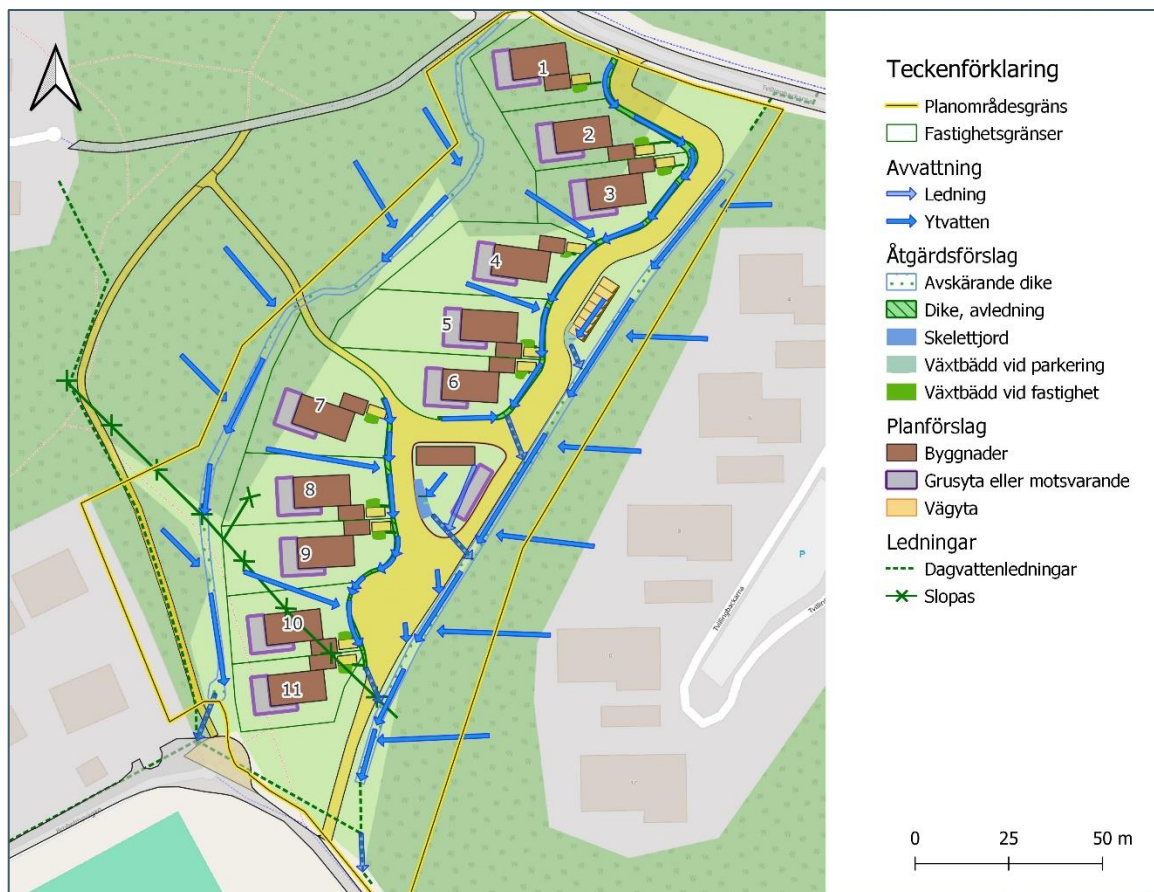 Teckenförklaring
Planområdesgräns
Fastighetsgränser
Avvattning
Ledning
Ytvatten
Åtgärdsförslag
Avskärande dike
Dike, avledning
Skelettjord
Växtbädd vid parkering
Växtbädd vid fastighet
Planförslag
Byggnader
Grusyta eller motsvarande
Vägyta
Ledningar
Dagvattenledningar
Slopas
0 25 50 m
1
2
3
4
5
6
7
8
9
10
11
P
Tvillingbackarna